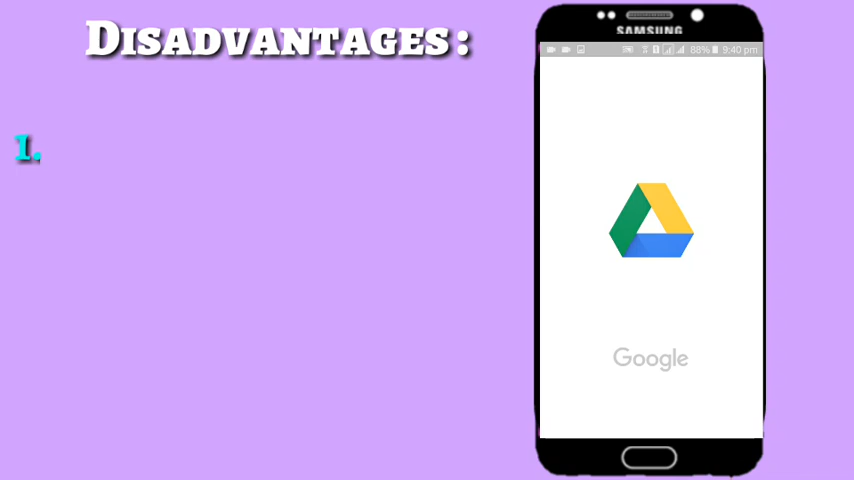 DISADVANTAGES:
1.
SAMSUNG
88% 9:40 pm
Google